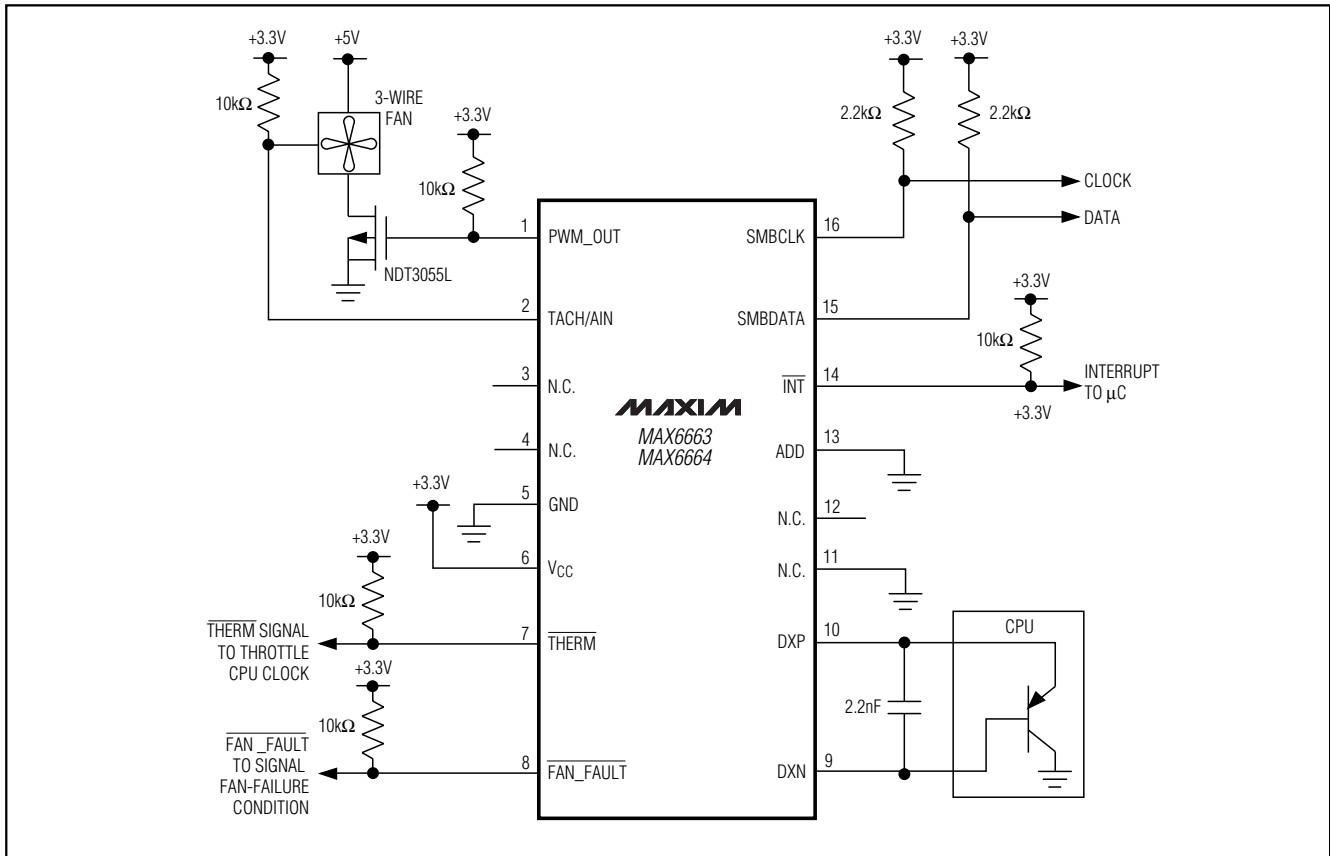 +3.3V
+5V
10kΩ
3-WIRE
FAN
+3.3V
10kΩ
NDT3055L
+3.3V
+3.3V
2.2kΩ
2.2kΩ
CLOCK
DATA
1
PWM_OUT
SMBCLK
16
2
TACH/AIN
SMBDATA
15
+3.3V
10kΩ
3
N.C.
INT
14
INTERRUPT
TO µC
+3.3V
MAXIM
MAX6663
MAX6664
4
N.C.
ADD
13
+3.3V
5
GND
N.C.
12
6
VCC
N.C.
11
+3.3V
10kΩ
THERM SIGNAL
TO THROTTLE
CPU CLOCK
7
THERM
DXP
10
CPU
2.2nF
+3.3V
10kΩ
FAN _FAULT
TO SIGNAL
FAN-FAILURE
CONDITION
8
FAN_FAULT
DXN
9